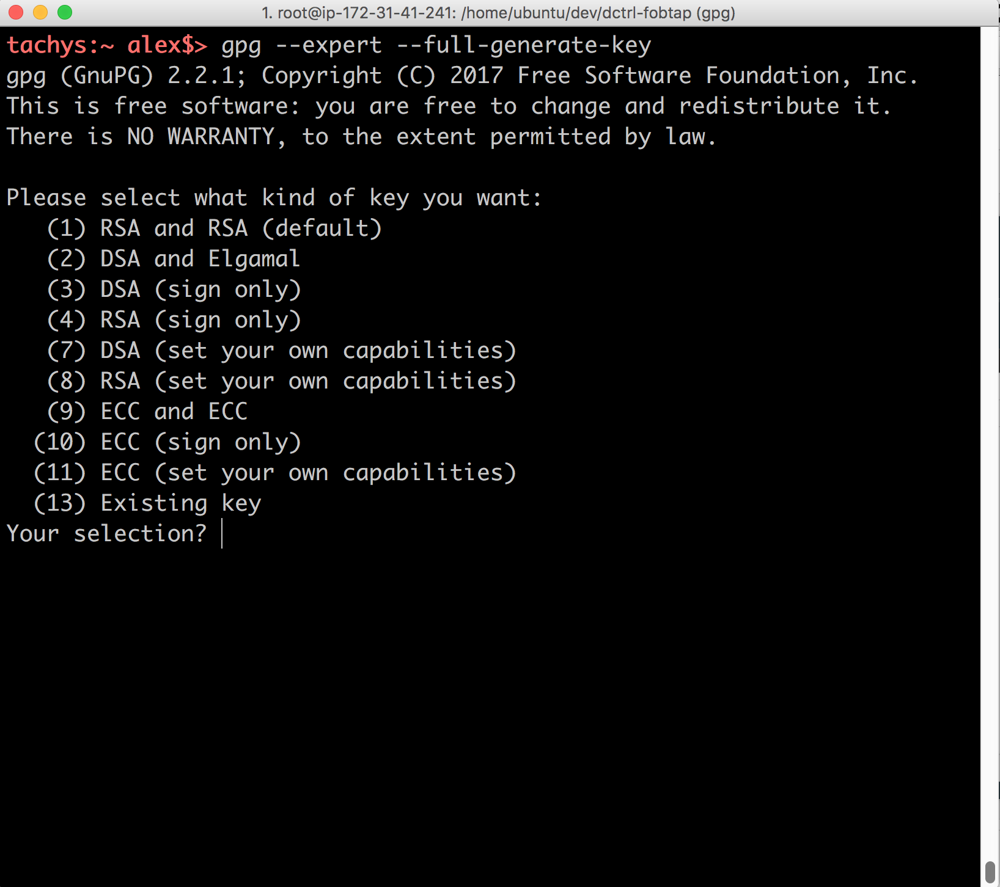 1. root@ip-172-31-41-241: /home/ubuntu/dev/dctrl-fobtap (gpg)
tachys:~ alex$> gpg --expert --full-generate-key
gpg (GnuPG) 2.2.1; Copyright (C) 2017 Free Software Foundation, Inc.
This is free software: you are free to change and redistribute it.
There is NO WARRANTY, to the extent permitted by law.

Please select what kind of key you want:
   (1) RSA and RSA (default)
   (2) DSA and Elgamal
   (3) DSA (sign only)
   (4) RSA (sign only)
   (7) DSA (set your own capabilities)
   (8) RSA (set your own capabilities)
   (9) ECC and ECC
  (10) ECC (sign only)
  (11) ECC (set your own capabilities)
  (13) Existing key
Your selection?